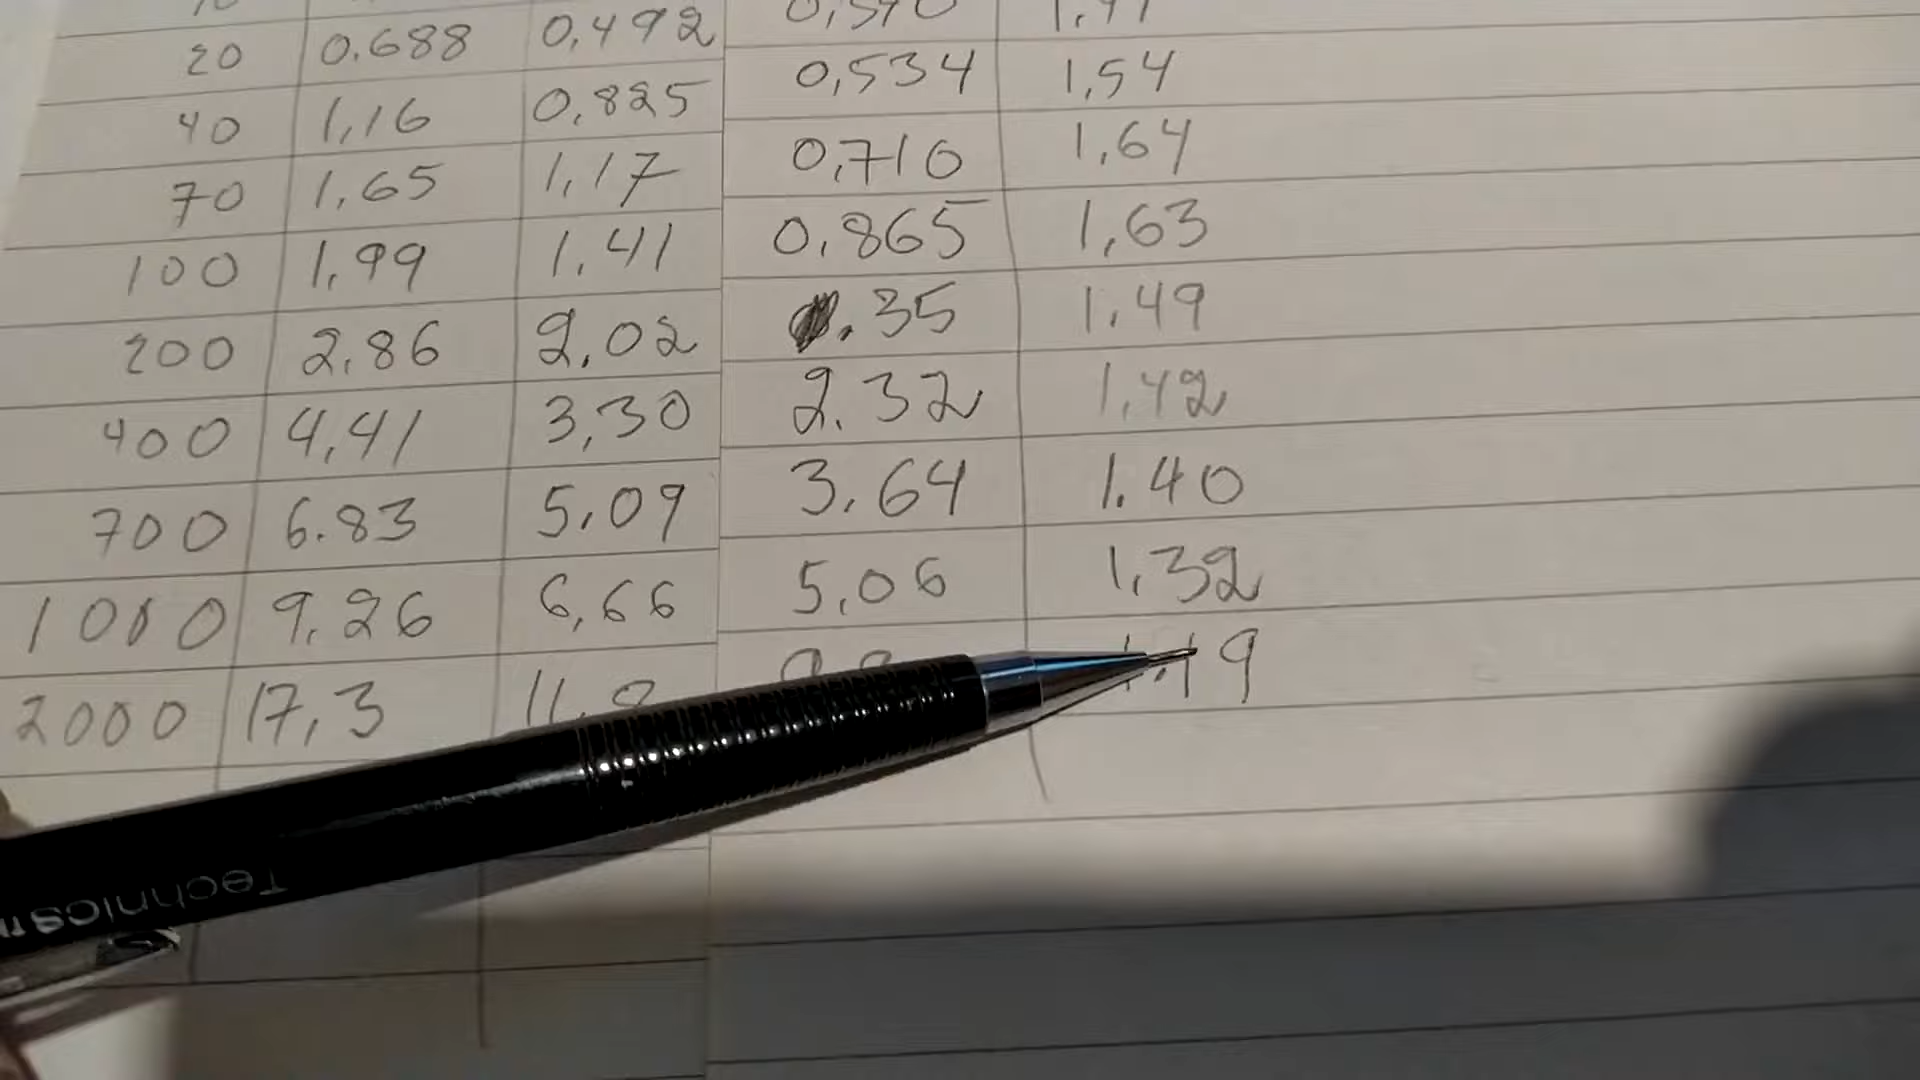 20 0.688 0,492 0,534 1,54
40 1,16 0,825 0,710 1,64
70 1,65 1,17 0,865 1,63
100 1,99 1,41 .35 1.49
200 2.86 2,02 2.32 1,42
400 4,41 3,30 3.64 1.40
700 6.83 5,09 5,06 1,32
1000 9,26 6,66 1.19
2000 17,3